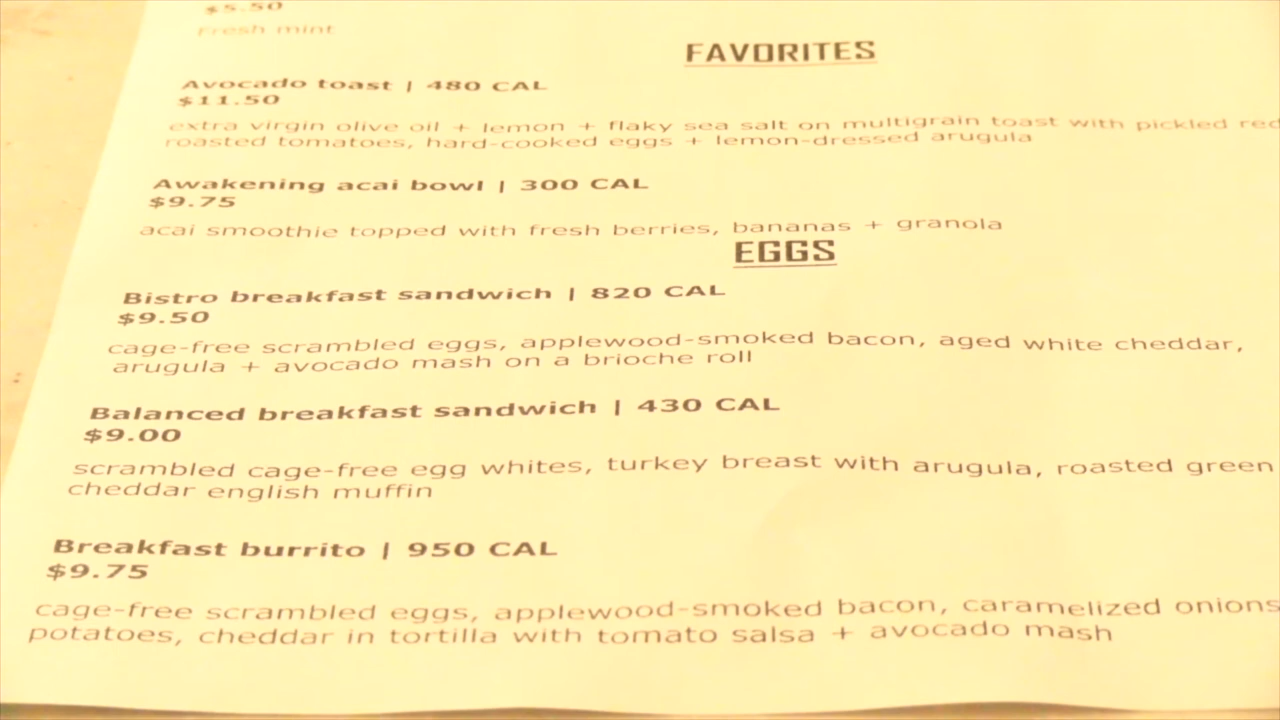 $5.50
Fresh mint
FAVORITES
Avocado toast | 480 CAL
$11.50
extra virgin olive oil + lemon + flaky sea salt on multigrain toast with pickled red
roasted tomatoes, hard-cooked eggs + lemon-dressed arugula
Awakening acai bowl | 300 CAL
$9.75
acai smoothie topped with fresh berries, bananas + granola
EGGS
Bistro breakfast sandwich | 820 CAL
$9.50
cage-free scrambled eggs, applewood-smoked bacon, aged white cheddar,
arugula + avocado mash on a brioche roll
Balanced breakfast sandwich | 430 CAL
$9.00
scrambled cage-free egg whites, turkey breast with arugula, roasted green
cheddar english muffin
Breakfast burrito | 950 CAL
$9.75
cage-free scrambled eggs, applewood-smoked bacon, caramelized onions
potatoes, cheddar in tortilla with tomato salsa + avocado mash